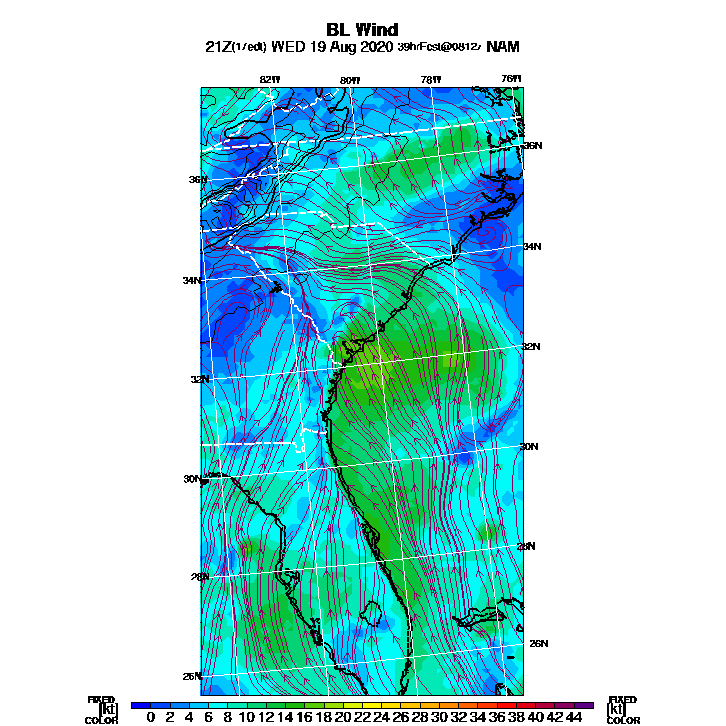 BL Wind
21Z(17edt) WED 19 Aug 2020 39hrFcst@0812z NAM
82W 80W 78W 76W
36N 36N
34N 34N
32N 32N
30N 30N
28N 28N
26N 26N
FIXED FIXED
[kt] 0 2 4 6 8 10 12 14 16 18 20 22 24 26 28 30 32 34 36 38 40 42 44 [kt]
COLOR COLOR